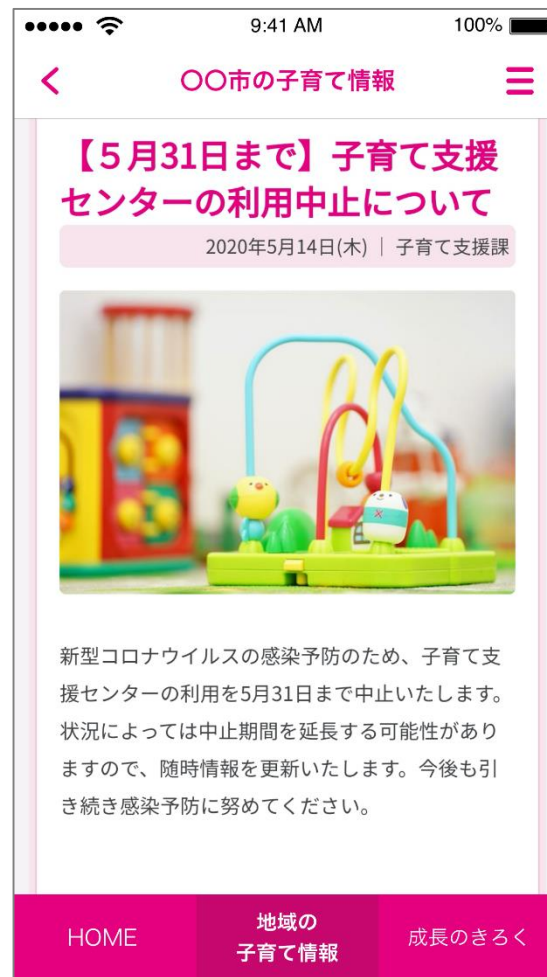 9:41 AM
100%
〇〇市の子育て情報
【５月31日まで】子育て支援
センターの利用中止について
2020年5月14日(木)｜子育て支援課
新型コロナウイルスの感染予防のため、子育て支
援センターの利用を5月31日まで中止いたします。
状況によっては中止期間を延長する可能性があり
ますので、随時情報を更新いたします。今後も引
き続き感染予防に努めてください。
HOME
地域の
子育て情報
成長のきろく